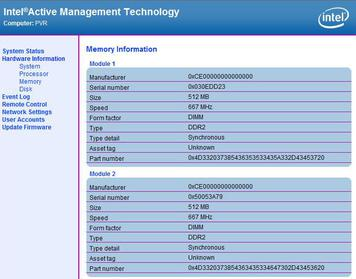 Intel®Active Management Technology
Computer: PVR
intel
System Status
Hardware Information
System
Processor
Memory
Disk
Event Log
Remote Control
Network Settings
User Accounts
Update Firmware
Memory Information
Module 1
Manufacturer 0xCE00000000000000
Serial number 0x030EDD23
Size 512 MB
Speed 667 MHz
Form factor DIMM
Type DDR2
Type detail Synchronous
Asset tag Unknown
Part number
Module 2
Manufacturer 0xCE00000000000000
Serial number 0x50053A79
Size 512 MB
Speed 667 MHz
Form factor DIMM
Type DDR2
Type detail Synchronous
Asset tag Unknown
Part number